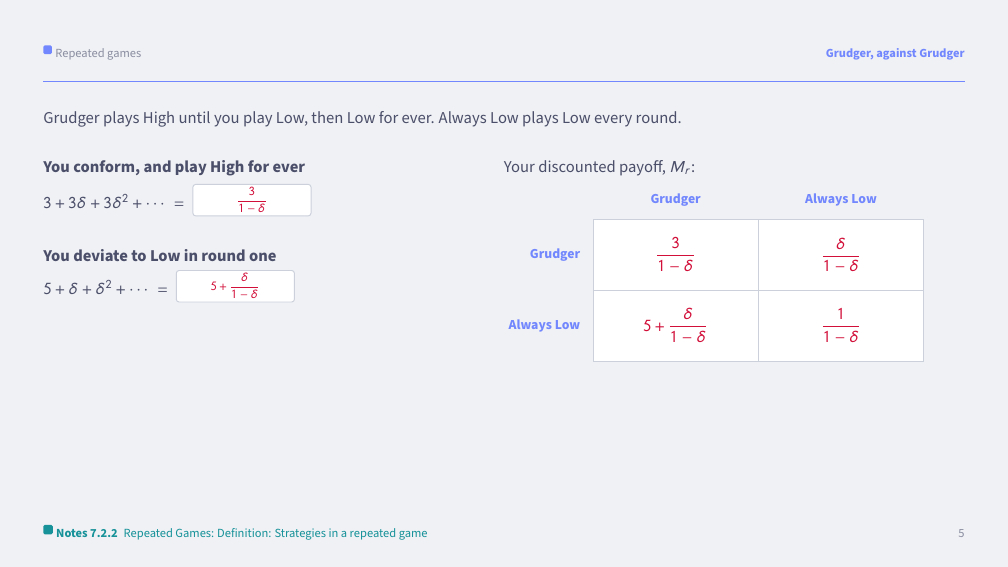 Repeated games
Grudger, against Grudger
Grudger plays High until you play Low, then Low for ever. Always Low plays Low every round.
You conform, and play High for ever
3 + 3δ + 3δ² + ⋯ = 3/(1 − δ)
You deviate to Low in round one
5 + δ + δ² + ⋯ = 5 + δ/(1 − δ)
Your discounted payoff, Mᵣ:
Grudger Always Low
Grudger 3/(1 − δ) δ/(1 − δ)
Always Low 5 + δ/(1 − δ) 1/(1 − δ)
Notes 7.2.2 Repeated Games: Definition: Strategies in a repeated game
5